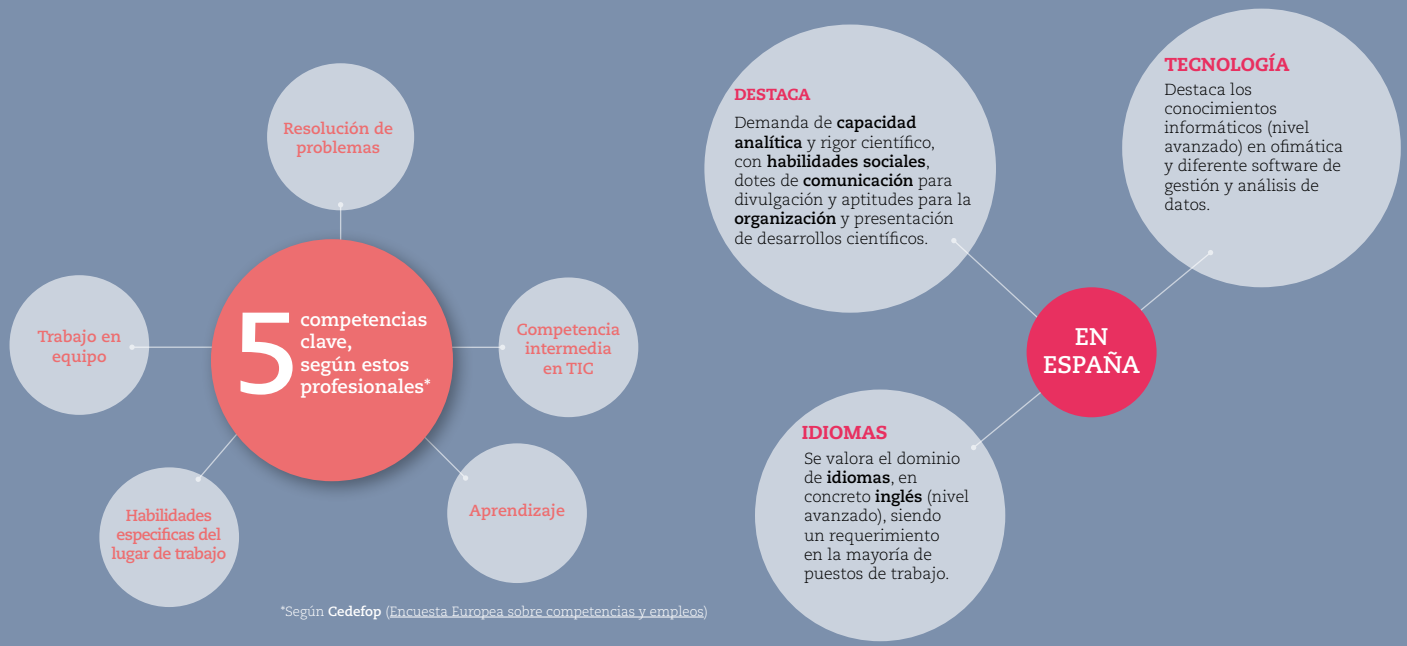 Resolución de
problemas
Trabajo en
equipo
5
competencias
clave,
según estos
profesionales*
Competencia
intermedia
en TIC
Habilidades
especificas del
lugar de trabajo
Aprendizaje
*Según Cedefop (Encuesta Europea sobre competencias y empleos)
DESTACA
Demanda de capacidad
analítica y rigor científico,
con habilidades sociales,
dotes de comunicación para
divulgación y aptitudes para la
organización y presentación
de desarrollos científicos.
TECNOLOGÍA
Destaca los
conocimientos
informáticos (nivel
avanzado) en ofimática
y diferente software de
gestión y análisis de
datos.
EN
ESPAÑA
IDIOMAS
Se valora el dominio
de idiomas, en
concreto inglés (nivel
avanzado), siendo
un requerimiento
en la mayoría de
puestos de trabajo.